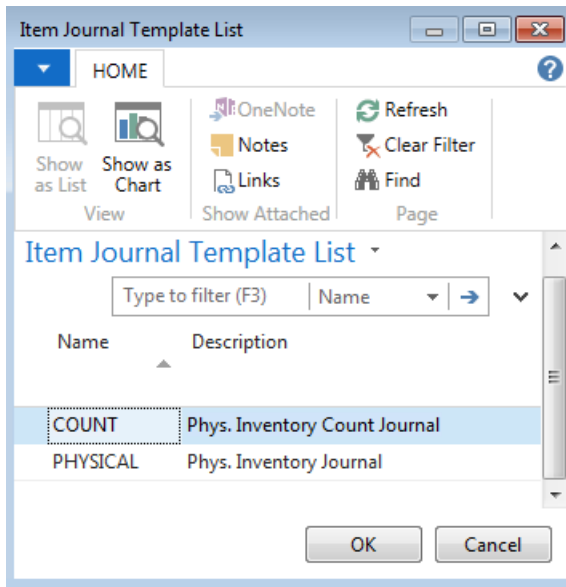 Item Journal Template List
HOME
OneNote
Refresh
Notes
Clear Filter
Show as List
Show as Chart
Links
Find
View
Show Attached
Page
Item Journal Template List
Type to filter (F3)
Name
Name
Description
COUNT
Phys. Inventory Count Journal
PHYSICAL
Phys. Inventory Journal
OK
Cancel